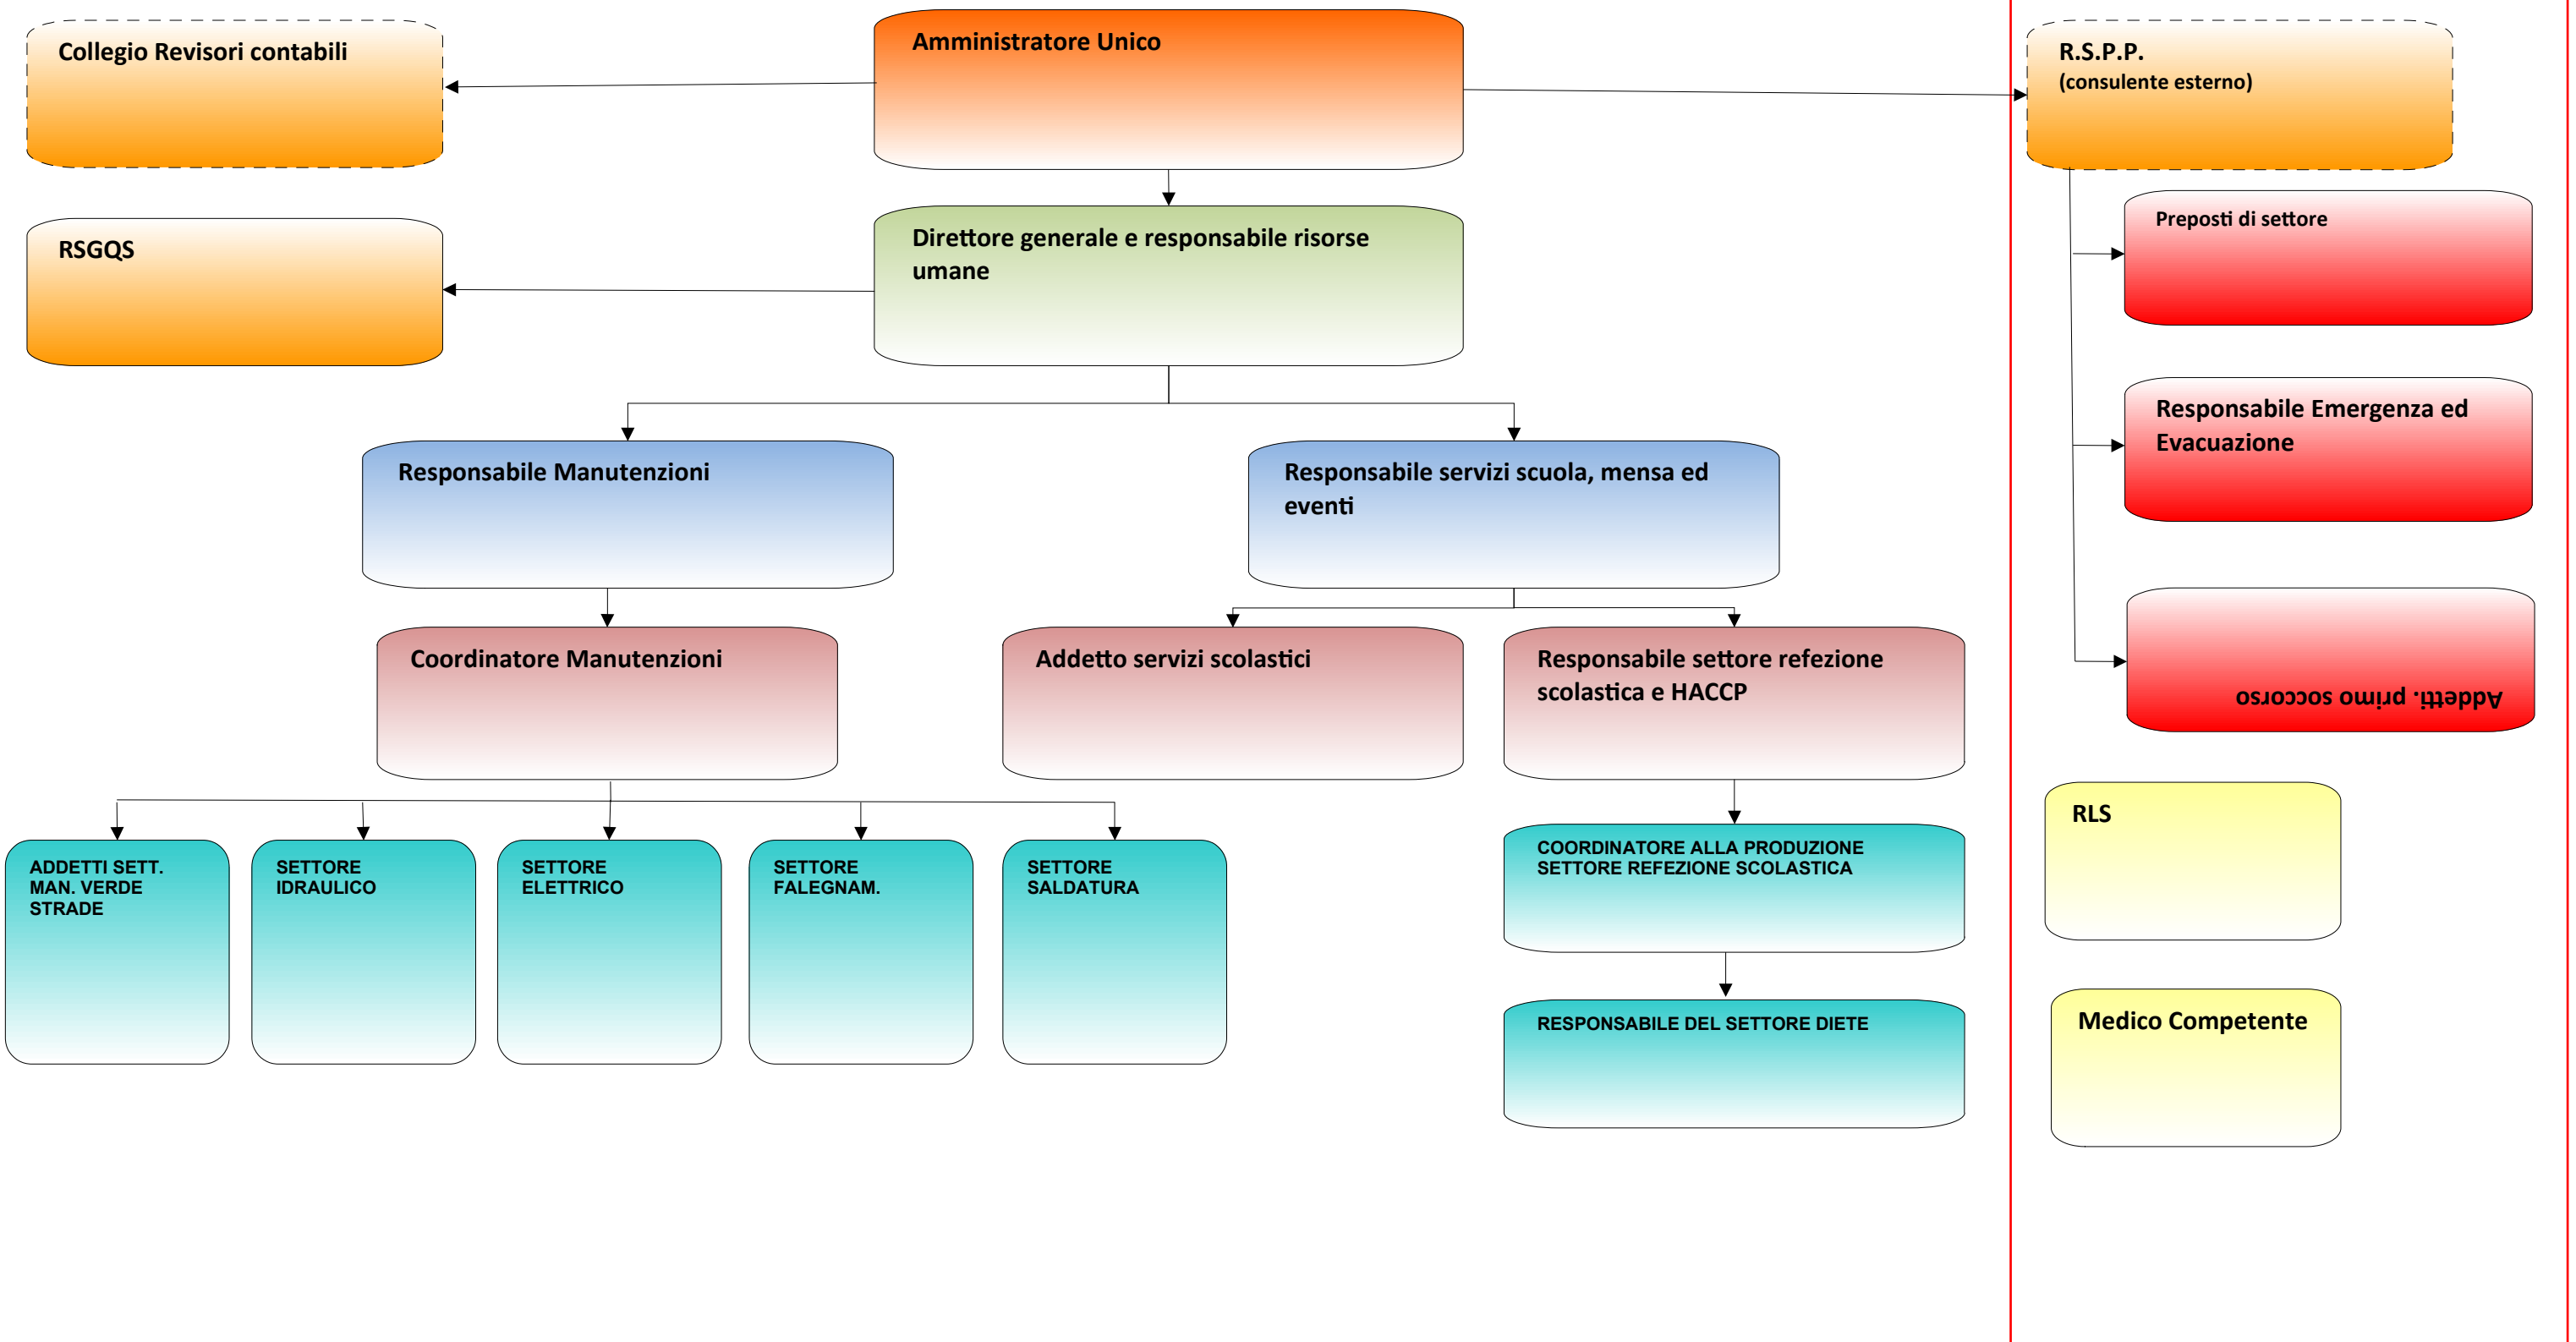 Collegio Revisori contabili
Amministratore Unico
R.S.P.P.
(consulente esterno)
RSGQS
Direttore generale e responsabile risorse
umane
Preposti di settore
Responsabile Emergenza ed
Evacuazione
Responsabile Manutenzioni
Responsabile servizi scuola, mensa ed
eventi
Coordinatore Manutenzioni
Addetto servizi scolastici
Responsabile settore refezione
scolastica e HACCP
Addetti. primo soccorso
ADDETTI SETT.
MAN. VERDE
STRADE
SETTORE
IDRAULICO
SETTORE
ELETTRICO
SETTORE
FALEGNAM.
SETTORE
SALDATURA
COORDINATORE ALLA PRODUZIONE
SETTORE REFEZIONE SCOLASTICA
RESPONSABILE DEL SETTORE DIETE
RLS
Medico Competente